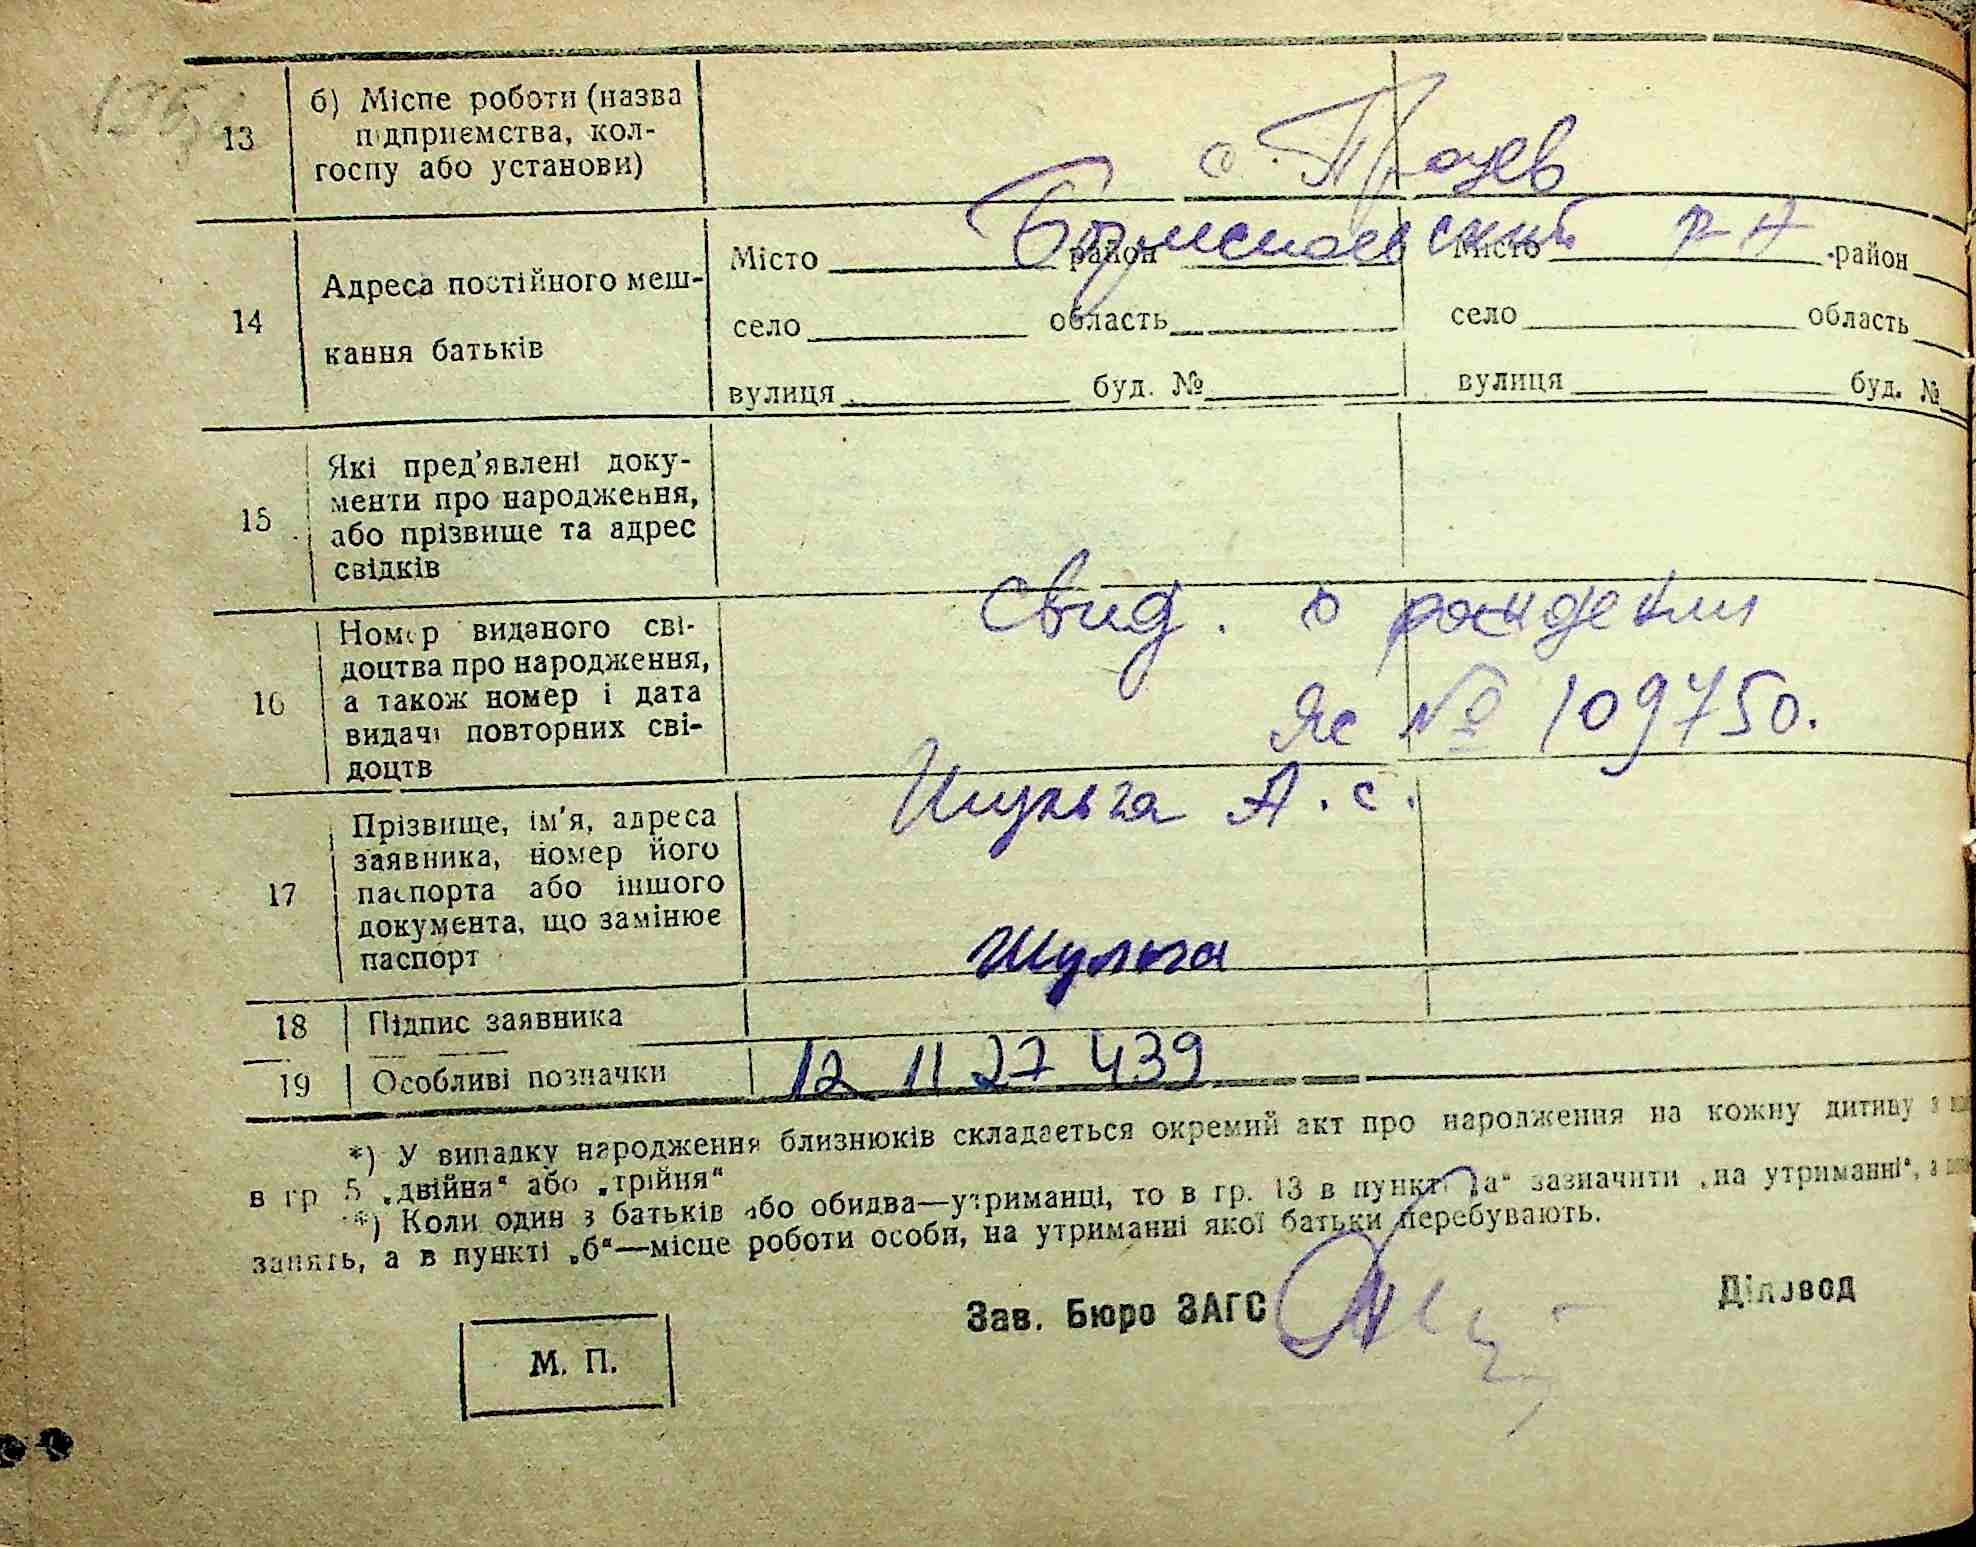 13
б) Місце роботи (назва
підприємства, кол-
госпу або установи)
с. Процев
Бориспольский р-н
14
Адреса постійного меш-
кання батьків
Місто район Місто район
село область село область
вулиця буд. № вулиця буд. №
15
Які пред'явлені доку-
менти про народження,
або прізвище та адрес
свідків
Свид. о рождении
16
Номер виданого сві-
доцтва про народження,
а також номер і дата
видачі повторних сві-
доцтв
Яс № 109750.
Шульга А. с.
17
Прізвище, ім'я, адреса
заявника, номер його
паспорта або іншого
документа, що замінює
паспорт
Шульга
18 Підпис заявника
19 Особливі позначки 12 11 27 439
*) У випадку народження близнюків складається окремий акт про народження на кожну дитину з
в гр 5 „двійня“ або „трійня“
*) Коли один з батьків або обидва—утриманці, то в гр. 13 в пункті „а“ зазначити „на утриманні“, а
занять, а в пункті „б“—місце роботи особи, на утриманні якої батьки перебувають.
Зав. Бюро ЗАГС Діловод
М. П.